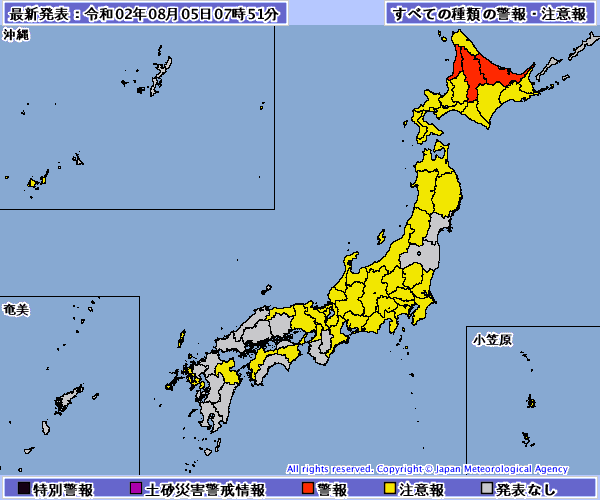 最新発表：令和02年08月05日07時51分
すべての種類の警報・注意報
沖縄
奄美
小笠原
All rights reserved. Copyright © Japan Meteorological Agency
特別警報 土砂災害警戒情報 警報 注意報 発表なし